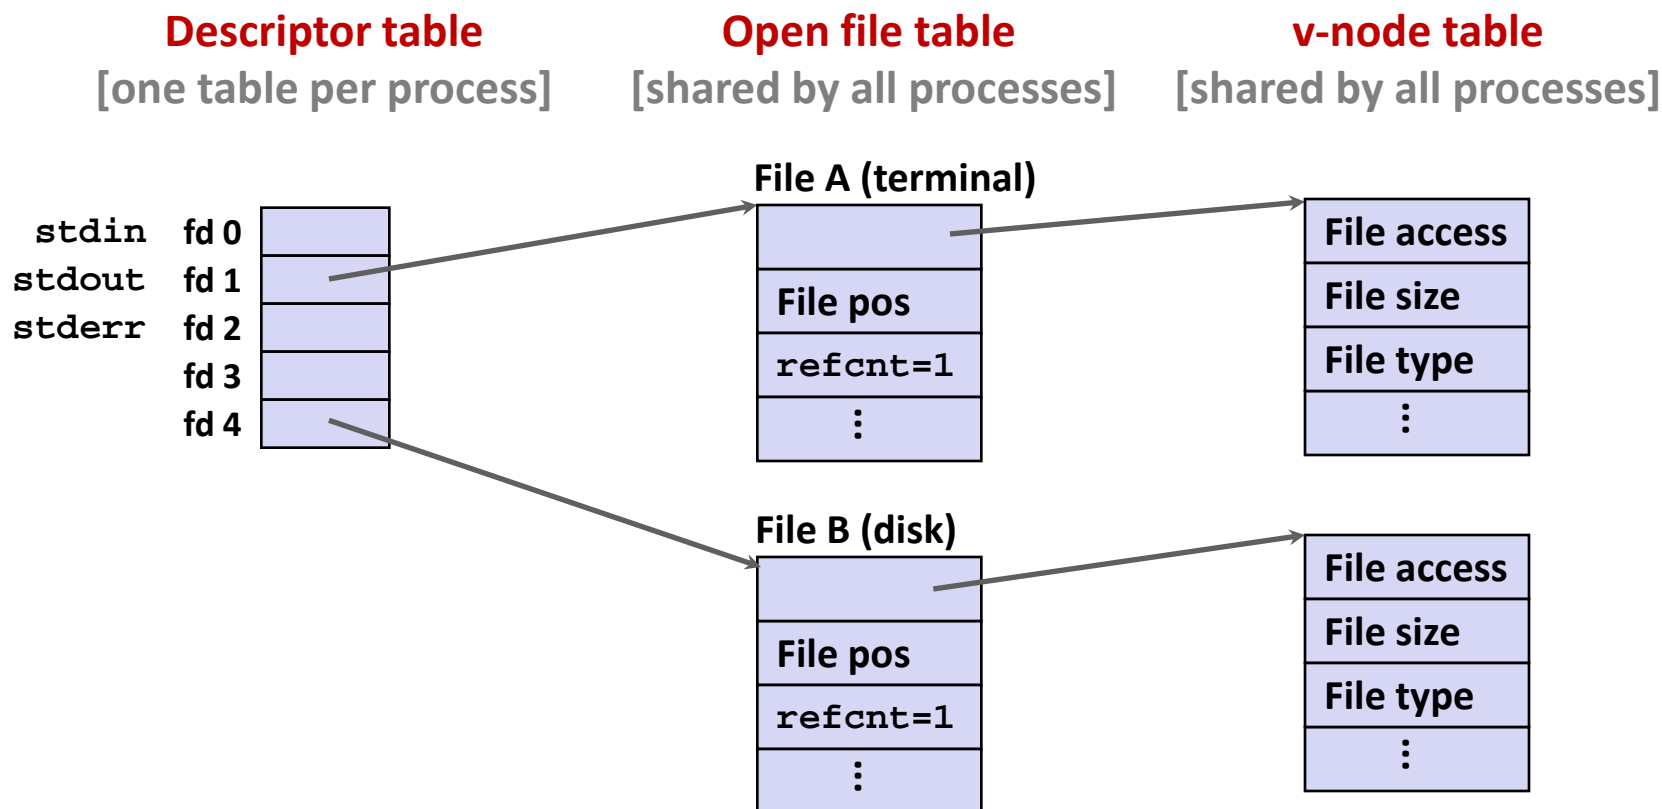 Descriptor table
[one table per process]
Open file table
[shared by all processes]
v-node table
[shared by all processes]
stdin fd 0
stdout fd 1
stderr fd 2
fd 3
fd 4
File A (terminal)
File pos
refcnt=1
⋮
File access
File size
File type
⋮
File B (disk)
File pos
refcnt=1
⋮
File access
File size
File type
⋮